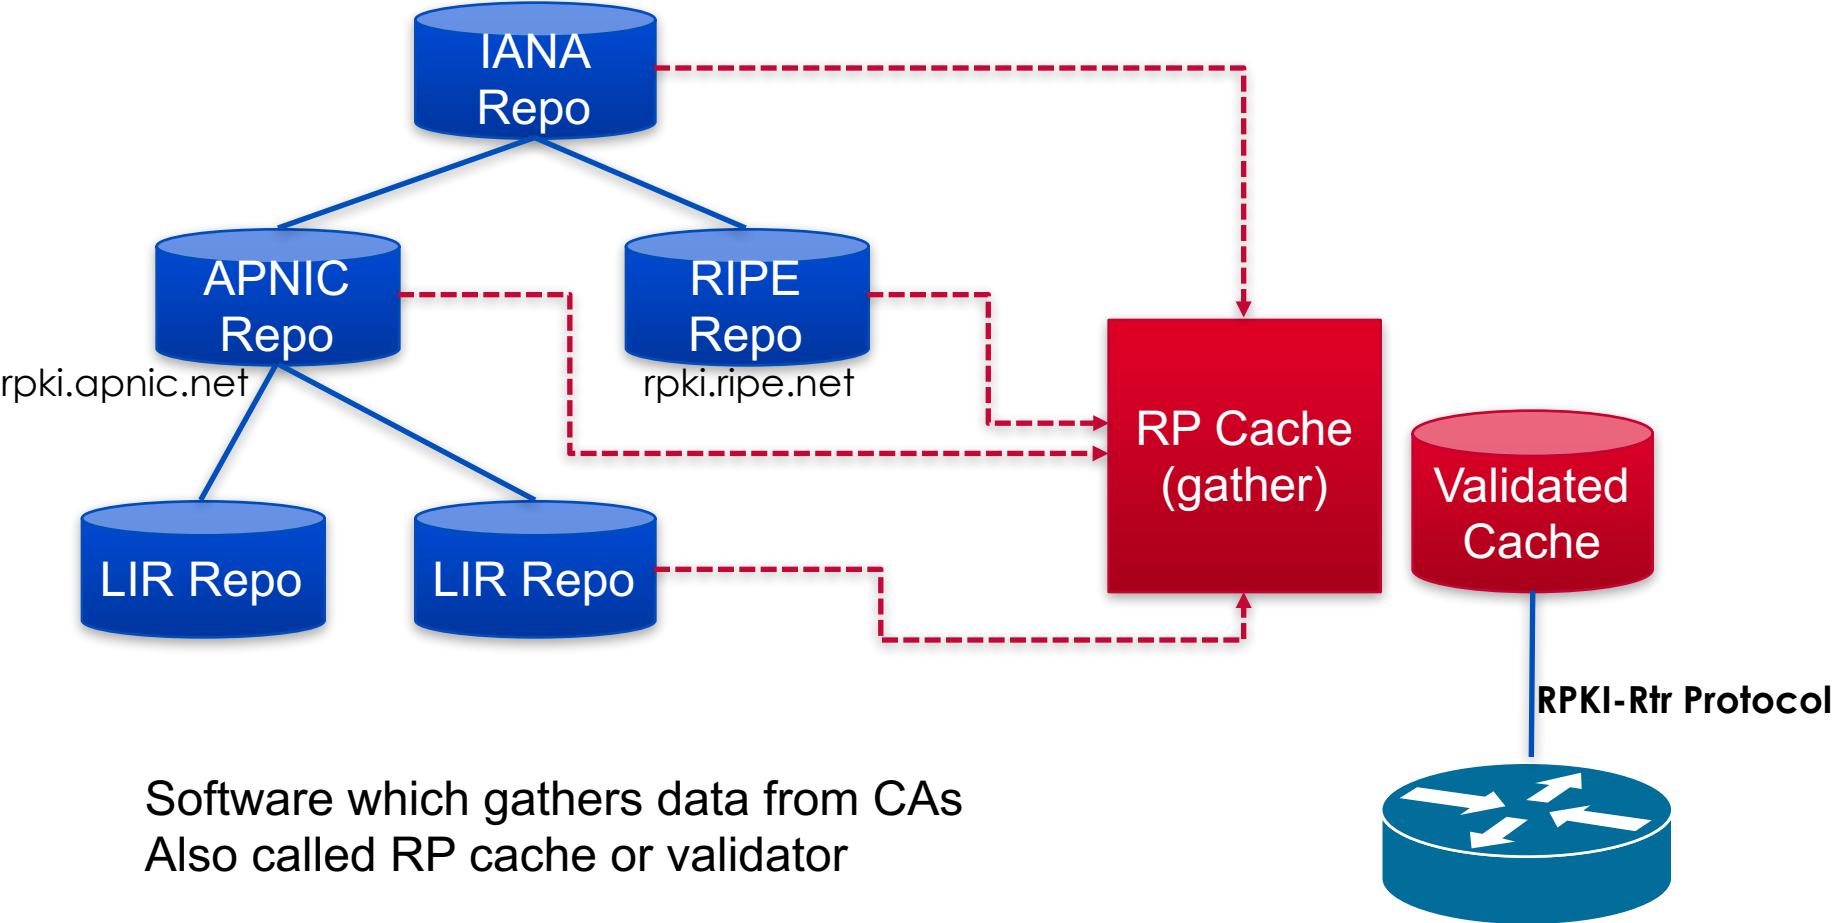 IANA
Repo
APNIC
Repo
RIPE
Repo
rpki.apnic.net
rpki.ripe.net
RP Cache
(gather)
Validated
Cache
LIR Repo
LIR Repo
RPKI-Rtr Protocol
Software which gathers data from CAs
Also called RP cache or validator